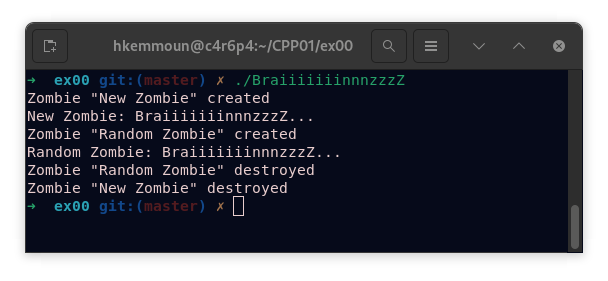 hkemmoun@c4r6p4:~/CPP01/ex00
➜  ex00 git:(master) ✗ ./BraiiiiiiinnnzzzZ
Zombie "New Zombie" created
New Zombie: BraiiiiiiinnnzzzZ...
Zombie "Random Zombie" created
Random Zombie: BraiiiiiiinnnzzzZ...
Zombie "Random Zombie" destroyed
Zombie "New Zombie" destroyed
➜  ex00 git:(master) ✗